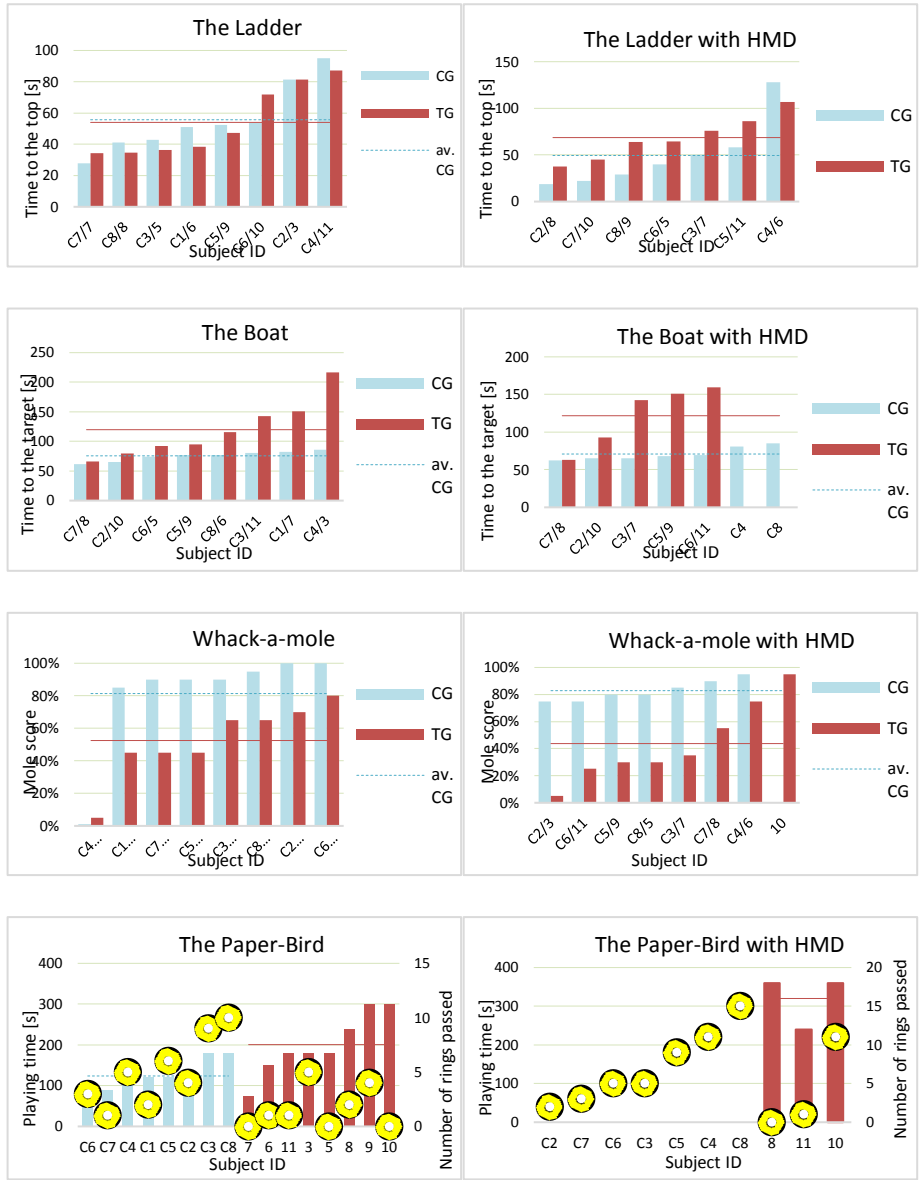 The Ladder
Time to the top [s]
100
80
60
40
20
0
C7/7
C8/8
C3/5
C1/6
C5/9
C6/10
C2/3
C4/11
Subject ID
CG
TG
av.
CG
The Ladder with HMD
Time to the top [s]
150
100
50
0
C2/8
C7/10
C8/9
C6/5
C3/7
C5/11
C4/6
Subject ID
CG
TG
The Boat
Time to the target [s]
250
200
150
100
50
0
C7/8
C2/10
C6/5
C5/9
C8/6
C3/11
C1/7
C4/3
Subject ID
CG
TG
av.
CG
The Boat with HMD
Time to the target [s]
200
150
100
50
0
C7/8
C2/10
C3/7
C5/9
C6/11
C4
C8
Subject ID
CG
TG
av.
CG
Whack-a-mole
Mole score
100%
80%
60%
40%
20%
0%
C4...
C1...
C7...
C5...
C3...
C8...
C2...
C6...
Subject ID
CG
TG
av.
CG
Whack-a-mole with HMD
Mole score
100%
80%
60%
40%
20%
0%
C2/3
C6/11
C5/9
C8/5
C3/7
C7/8
C4/6
10
Subject ID
CG
TG
av.
CG
The Paper-Bird
Playing time [s]
400
300
200
100
0
C6 C7 C4 C1 C5 C2 C3 C8 7 6 11 3 5 8 9 10
Subject ID
15
10
5
0
Number of rings passed
The Paper-Bird with HMD
Playing time [s]
400
300
200
100
0
C2 C7 C6 C3 C5 C4 C8 8 11 10
Subject ID
20
15
10
5
0
Number of rings passed